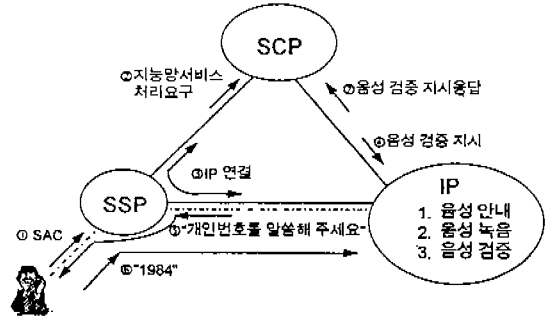 SCP
②지능망서비스
처리요구
⑦음성 검증 지시응답
④음성 검증 지시
③IP 연결
SSP
IP
1. 음성 안내
2. 음성 녹음
3. 음성 검증
① SAC
⑤"개인번호를 말씀해 주세요"
⑥"1984"